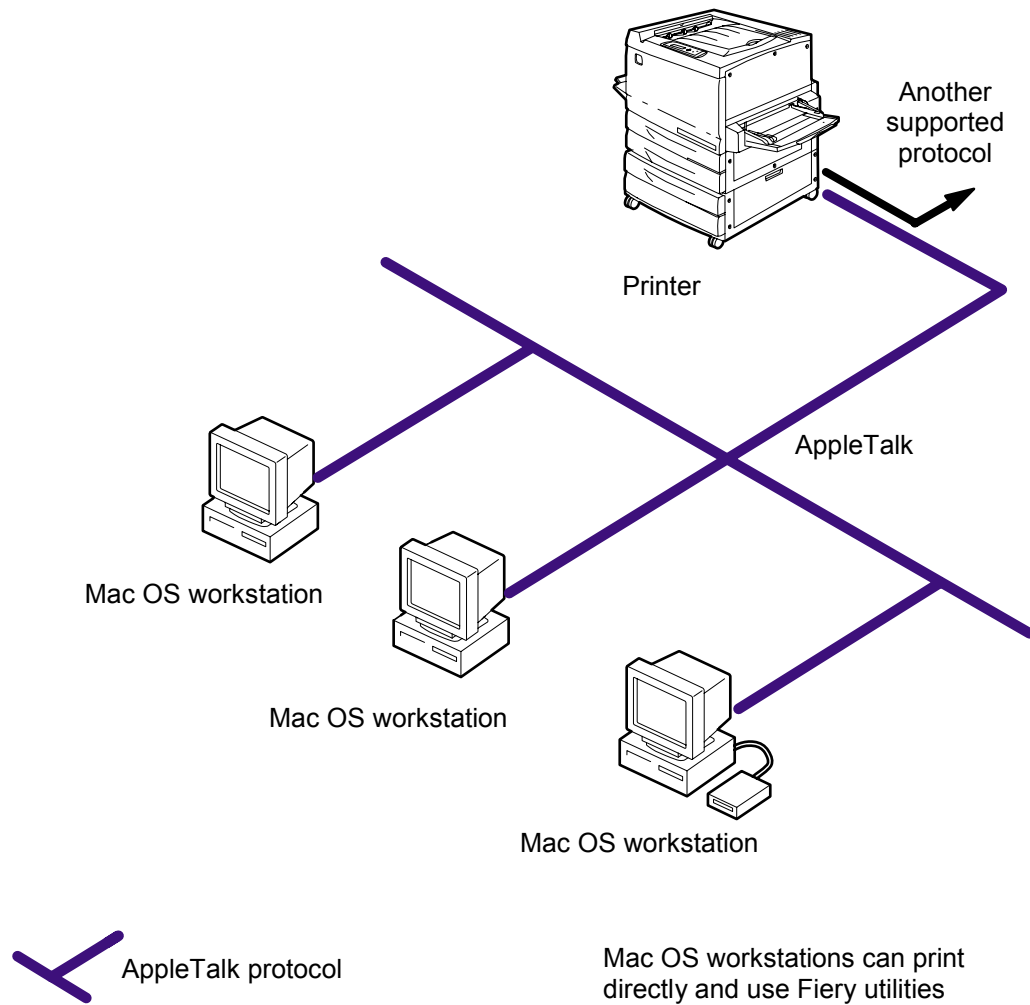 Another
supported
protocol
Printer
AppleTalk
Mac OS workstation
Mac OS workstation
Mac OS workstation
AppleTalk protocol
Mac OS workstations can print
directly and use Fiery utilities